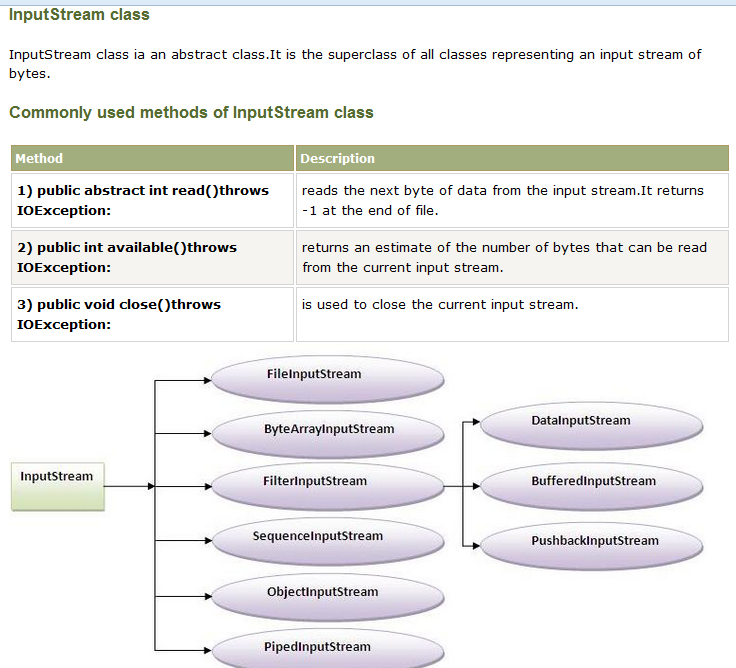 InputStream class
InputStream class ia an abstract class.It is the superclass of all classes representing an input stream of
bytes.
Commonly used methods of InputStream class
Method Description
1) public abstract int read()throws
IOException:
reads the next byte of data from the input stream.It returns
-1 at the end of file.
2) public int available()throws
IOException:
returns an estimate of the number of bytes that can be read
from the current input stream.
3) public void close()throws
IOException:
is used to close the current input stream.
InputStream
FileInputStream
ByteArrayInputStream
FilterInputStream
SequenceInputStream
ObjectInputStream
PipedInputStream
DataInputStream
BufferedInputStream
PushbackInputStream